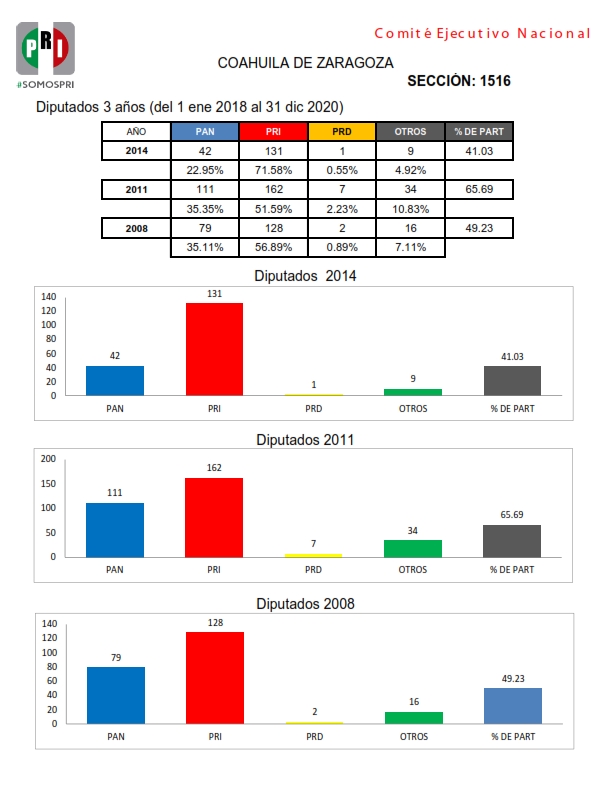 PRI
#SOMOSPRI
Comité Ejecutivo Nacional
COAHUILA DE ZARAGOZA
SECCIÓN: 1516
Diputados 3 años (del 1 ene 2018 al 31 dic 2020)
AÑO PAN PRI PRD OTROS % DE PART
2014 42 131 1 9 41.03
22.95% 71.58% 0.55% 4.92%
2011 111 162 7 34 65.69
35.35% 51.59% 2.23% 10.83%
2008 79 128 2 16 49.23
35.11% 56.89% 0.89% 7.11%
Diputados 2014
140
120
100
80
60
40
20
0
42 131 1 9 41.03
PAN PRI PRD OTROS % DE PART
Diputados 2011
200
150
100
50
0
111 162 7 34 65.69
PAN PRI PRD OTROS % DE PART
Diputados 2008
140
120
100
80
60
40
20
0
79 128 2 16 49.23
PAN PRI PRD OTROS % DE PART